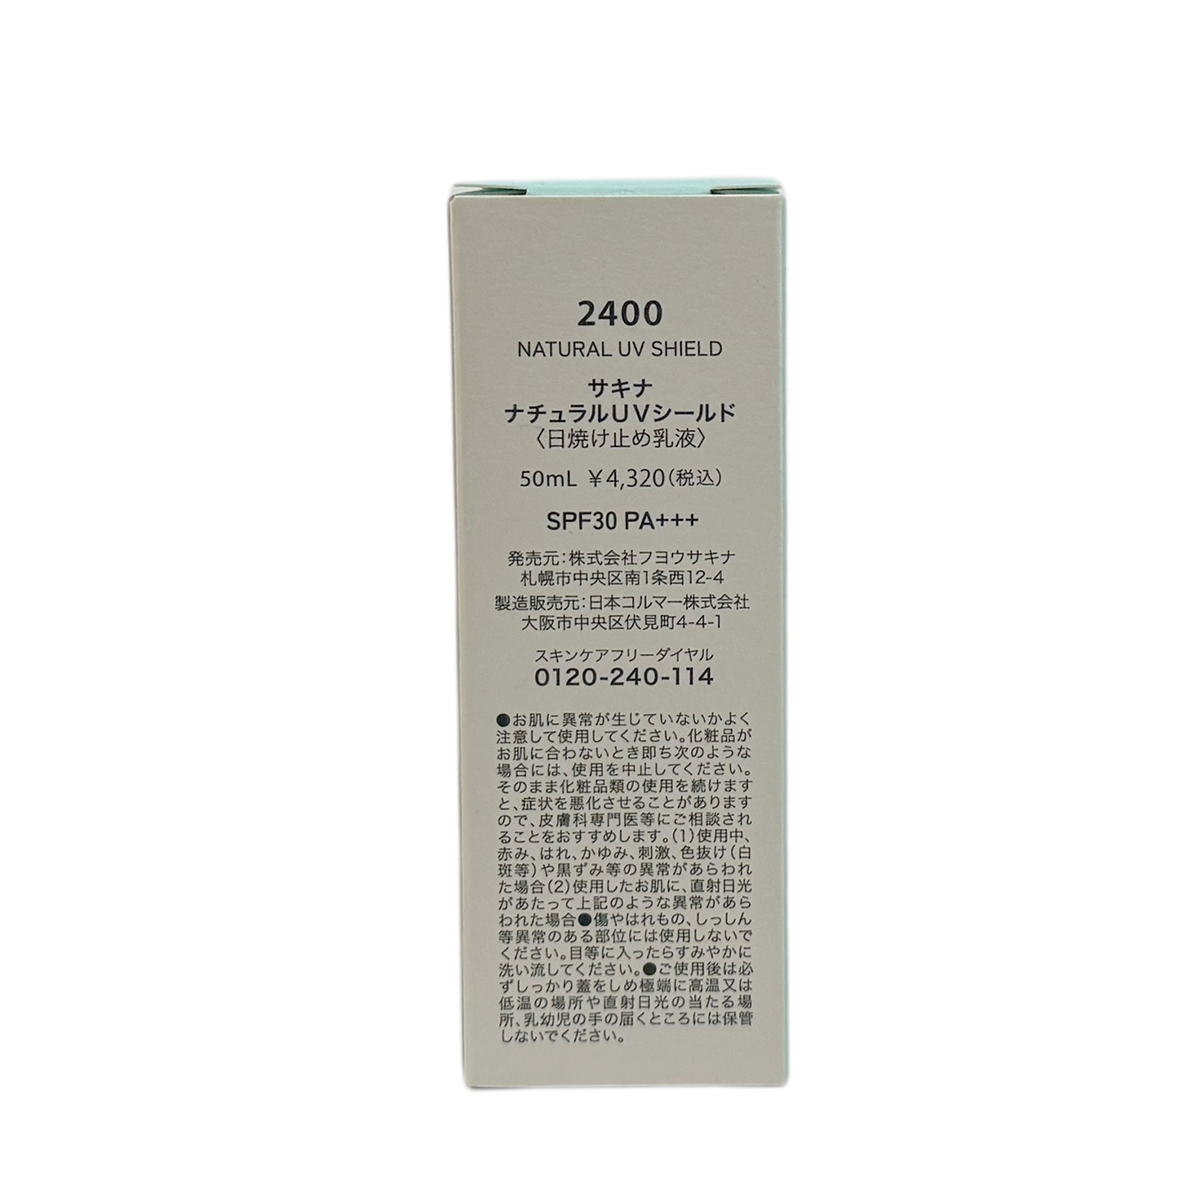 2400
NATURAL UV SHIELD
サキナ
ナチュラルUVシールド
〈日焼け止め乳液〉
50mL ￥4,320(税込)
SPF30 PA+++
発売元:株式会社フヨウサキナ
札幌市中央区南1条西12-4
製造販売元:日本コルマー株式会社
大阪市中央区伏見町4-4-1
スキンケアフリーダイヤル
0120-240-114
●お肌に異常が生じていないかよく
注意して使用してください。化粧品が
お肌に合わないとき即ち次のような
場合には、使用を中止してください。
そのまま化粧品類の使用を続けます
と、症状を悪化させることがあります
ので、皮膚科専門医等にご相談され
ることをおすすめします。(1)使用中、
赤み、はれ、かゆみ、刺激、色抜け(白
斑等)や黒ずみ等の異常があらわれ
た場合(2)使用したお肌に、直射日光
があたって上記のような異常があら
われた場合●傷やはれもの、しっしん
等異常のある部位には使用しないで
ください。目等に入ったらすみやかに
洗い流してください。●ご使用後は必
ずしっかり蓋をしめ極端に高温又は
低温の場所や直射日光の当たる場
所、乳幼児の手の届くところには保管
しないでください。